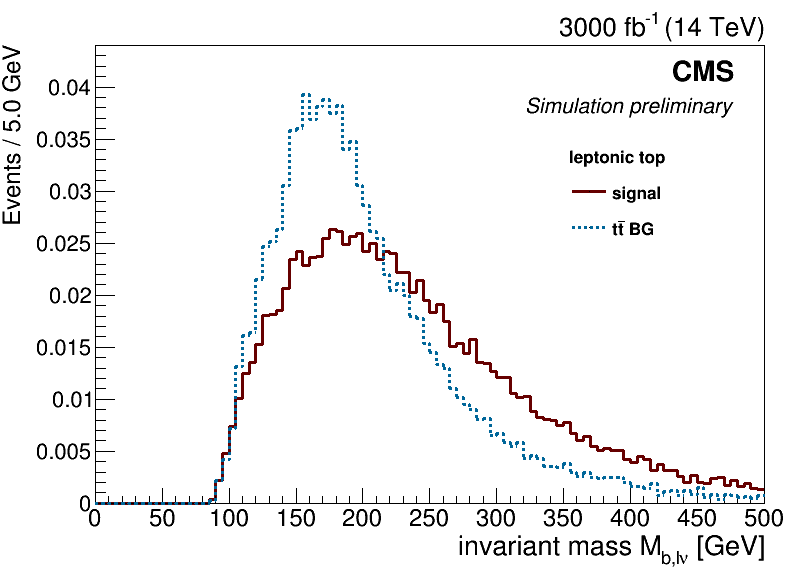 3000 fb⁻¹ (14 TeV)
Events / 5.0 GeV
CMS
Simulation preliminary
leptonic top
signal
tt̄ BG
0.04
0.035
0.03
0.025
0.02
0.015
0.01
0.005
0
0 50 100 150 200 250 300 350 400 450 500
invariant mass M_b,lν [GeV]